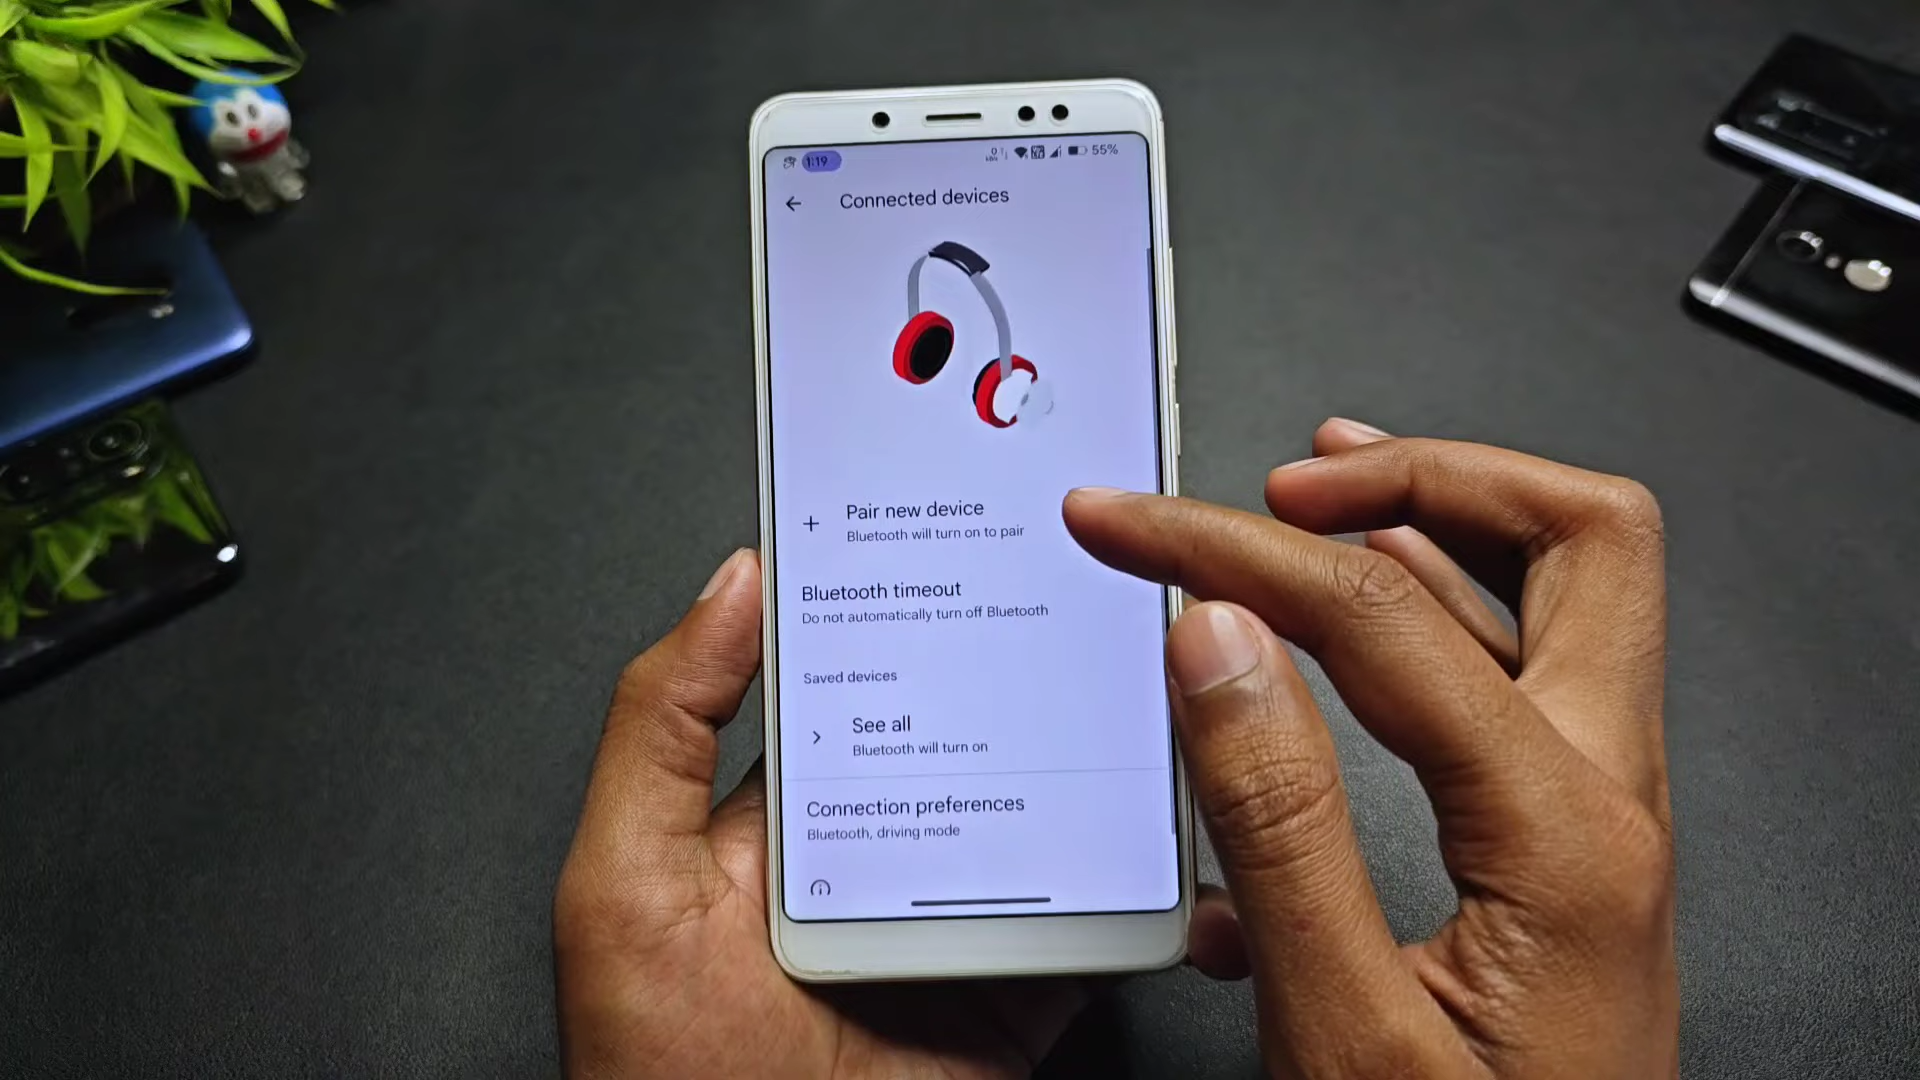 1:19
55%
Connected devices
Pair new device
Bluetooth will turn on to pair
Bluetooth timeout
Do not automatically turn off Bluetooth
Saved devices
See all
Bluetooth will turn on
Connection preferences
Bluetooth, driving mode